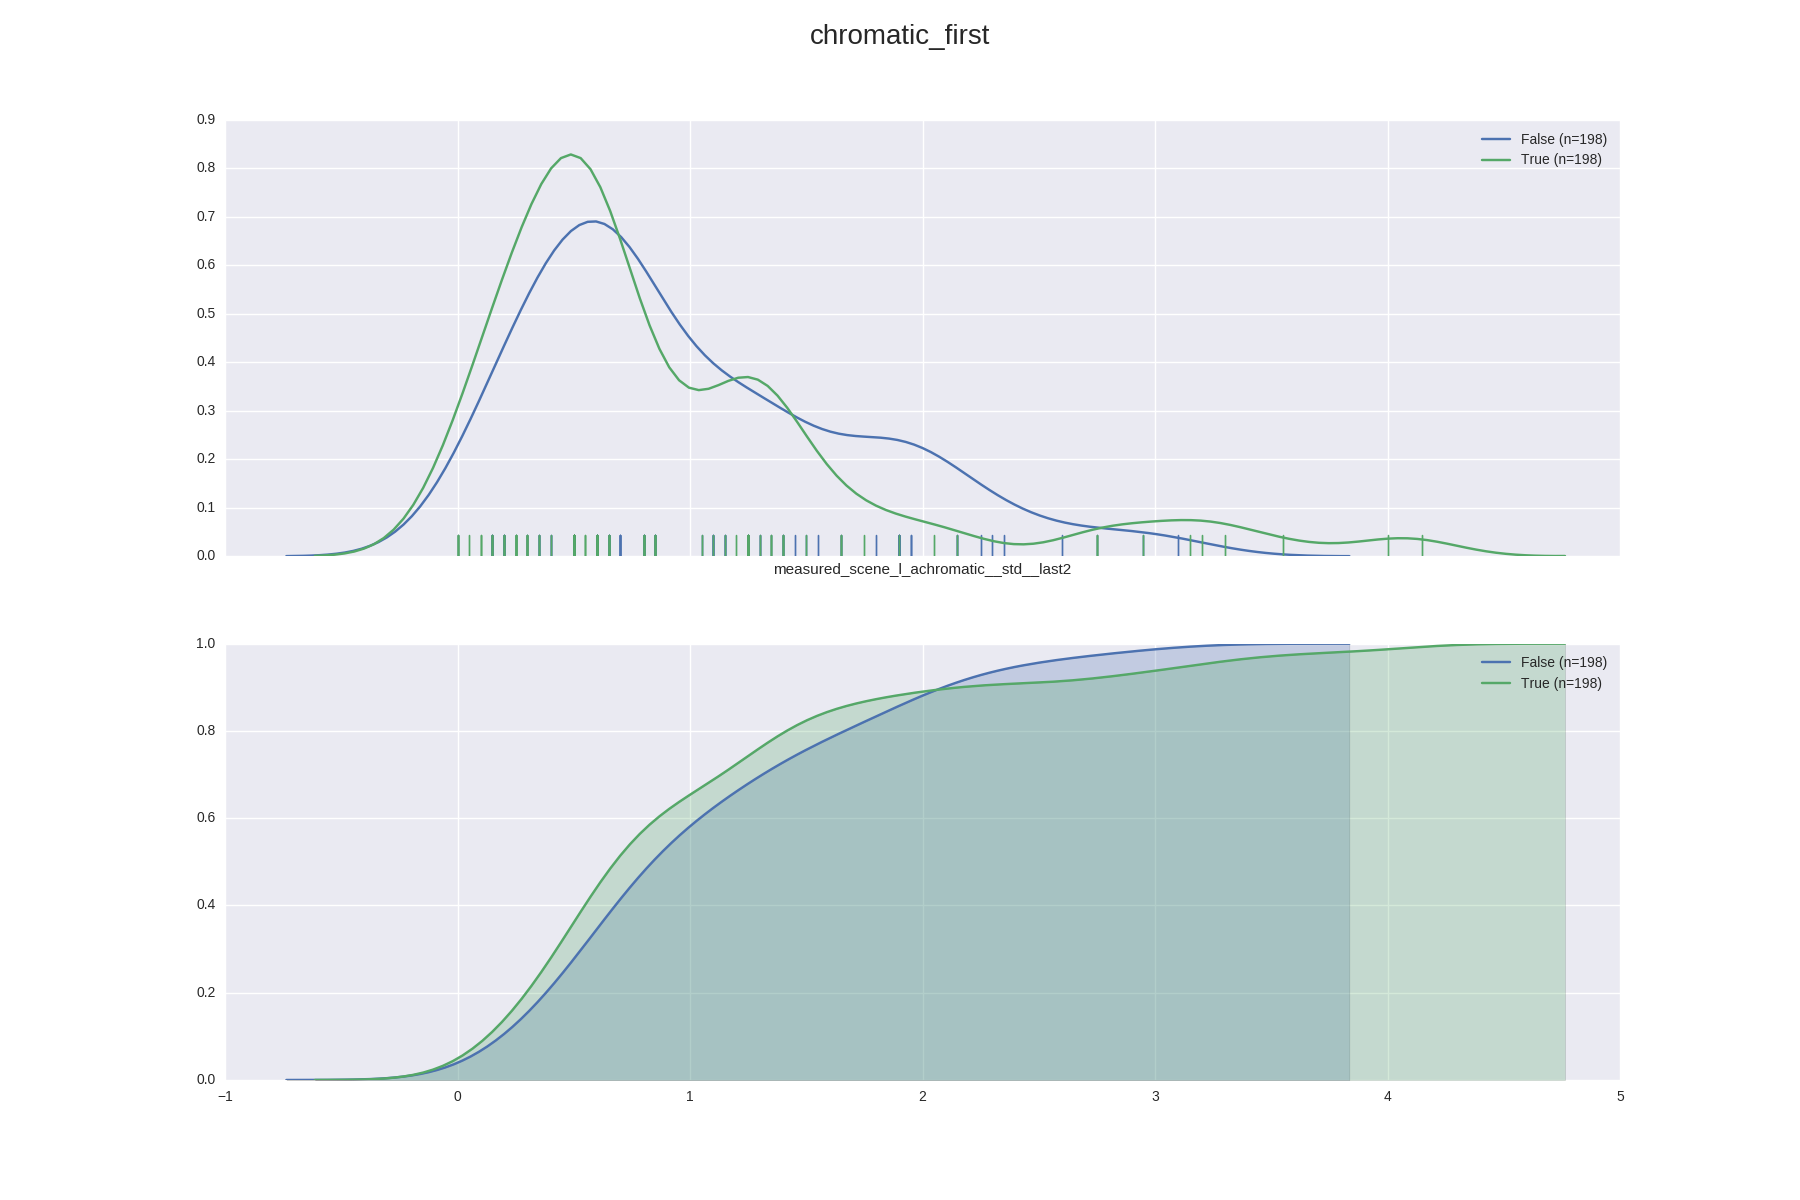 chromatic_first
0.9
0.8
0.7
0.6
0.5
0.4
0.3
0.2
0.1
0.0
False (n=198)
True (n=198)
measured_scene_l_achromatic__std__last2
1.0
0.8
0.6
0.4
0.2
0.0
False (n=198)
True (n=198)
−1 0 1 2 3 4 5